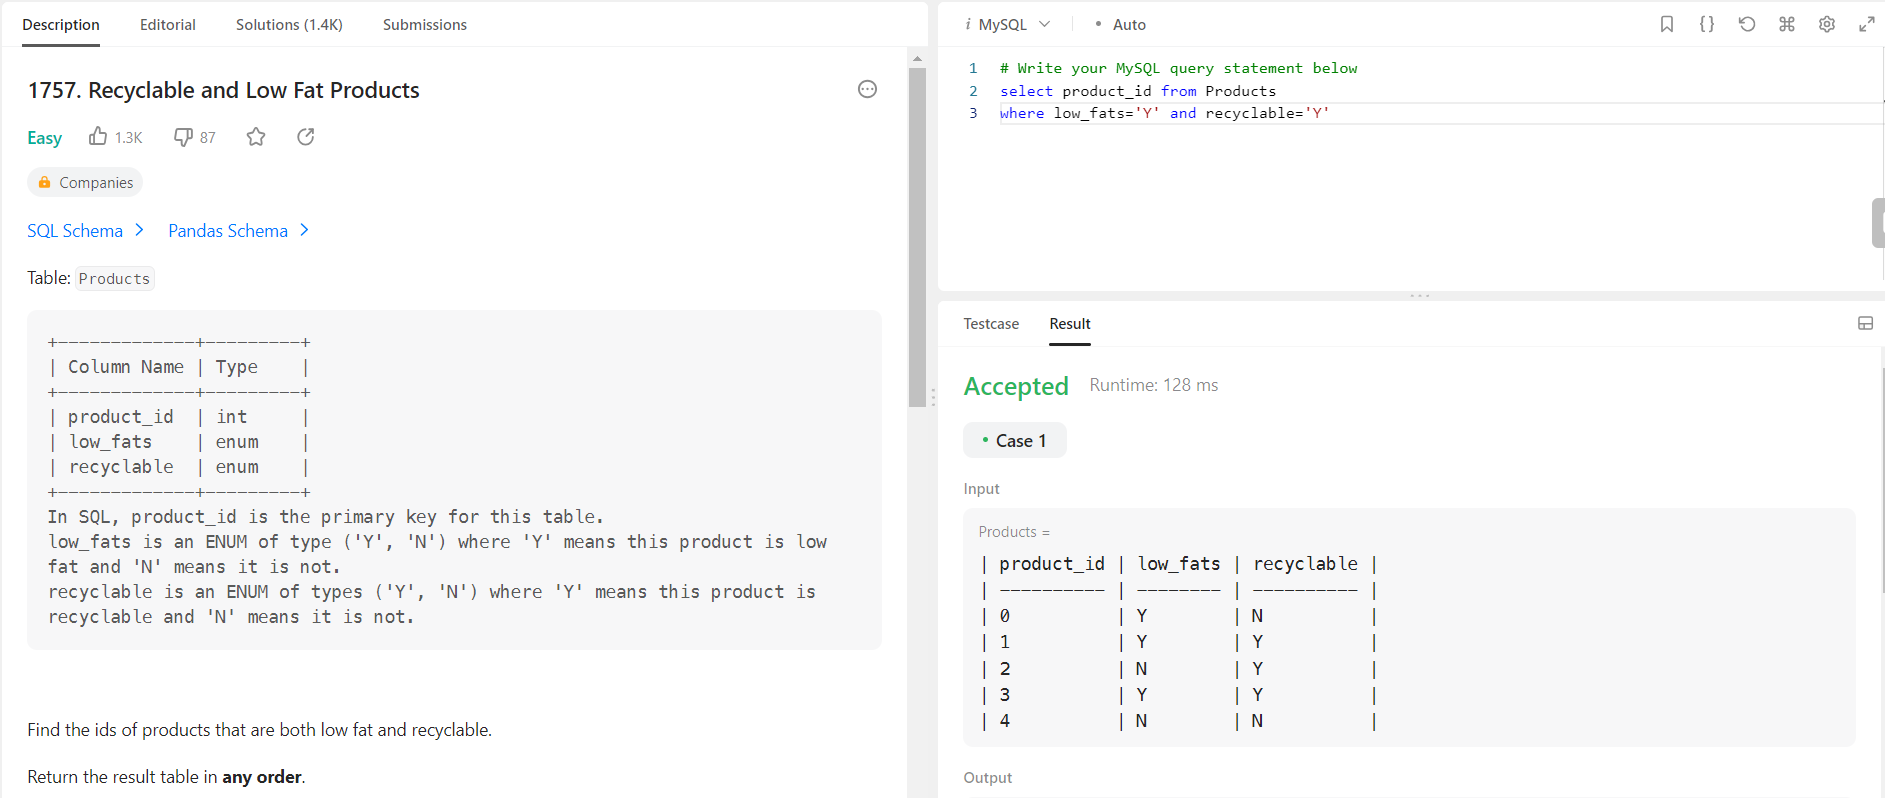 Description Editorial Solutions (1.4K) Submissions
1757. Recyclable and Low Fat Products
Easy 1.3K 87
Companies
SQL Schema > Pandas Schema >
Table: Products
+-------------+---------+
| Column Name | Type    |
+-------------+---------+
| product_id  | int     |
| low_fats    | enum    |
| recyclable  | enum    |
+-------------+---------+
In SQL, product_id is the primary key for this table.
low_fats is an ENUM of type ('Y', 'N') where 'Y' means this product is low
fat and 'N' means it is not.
recyclable is an ENUM of types ('Y', 'N') where 'Y' means this product is
recyclable and 'N' means it is not.
Find the ids of products that are both low fat and recyclable.
Return the result table in any order.
i MySQL • Auto
1 # Write your MySQL query statement below
2 select product_id from Products
3 where low_fats='Y' and recyclable='Y'
Testcase Result
Accepted Runtime: 128 ms
• Case 1
Input
Products =
| product_id | low_fats | recyclable |
| ---------- | -------- | ---------- |
| 0          | Y        | N          |
| 1          | Y        | Y          |
| 2          | N        | Y          |
| 3          | Y        | Y          |
| 4          | N        | N          |
Output